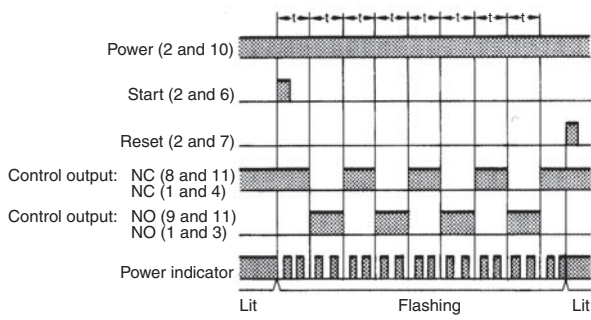 t t t t t t t t
Power (2 and 10)
Start (2 and 6)
Reset (2 and 7)
Control output: NC (8 and 11)
NC (1 and 4)
Control output: NO (9 and 11)
NO (1 and 3)
Power indicator
Lit Flashing Lit